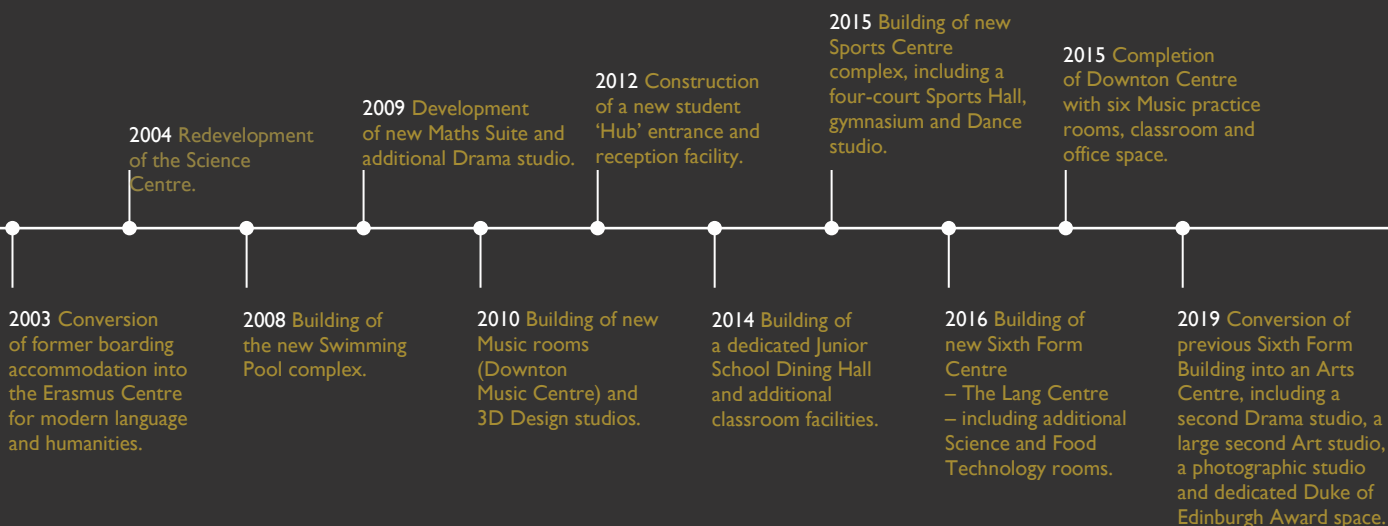 2003 Conversion
of former boarding
accommodation into
the Erasmus Centre
for modern language
and humanities.
2004 Redevelopment
of the Science
Centre.
2008 Building of
the new Swimming
Pool complex.
2009 Development
of new Maths Suite and
additional Drama studio.
2010 Building of new
Music rooms
(Downton
Music Centre) and
3D Design studios.
2012 Construction
of a new student
‘Hub’ entrance and
reception facility.
2014 Building of
a dedicated Junior
School Dining Hall
and additional
classroom facilities.
2015 Building of new
Sports Centre
complex, including a
four-court Sports Hall,
gymnasium and Dance
studio.
2016 Building of
new Sixth Form
Centre
– The Lang Centre
– including additional
Science and Food
Technology rooms.
2015 Completion
of Downton Centre
with six Music practice
rooms, classroom and
office space.
2019 Conversion of
previous Sixth Form
Building into an Arts
Centre, including a
second Drama studio, a
large second Art studio,
a photographic studio
and dedicated Duke of
Edinburgh Award space.